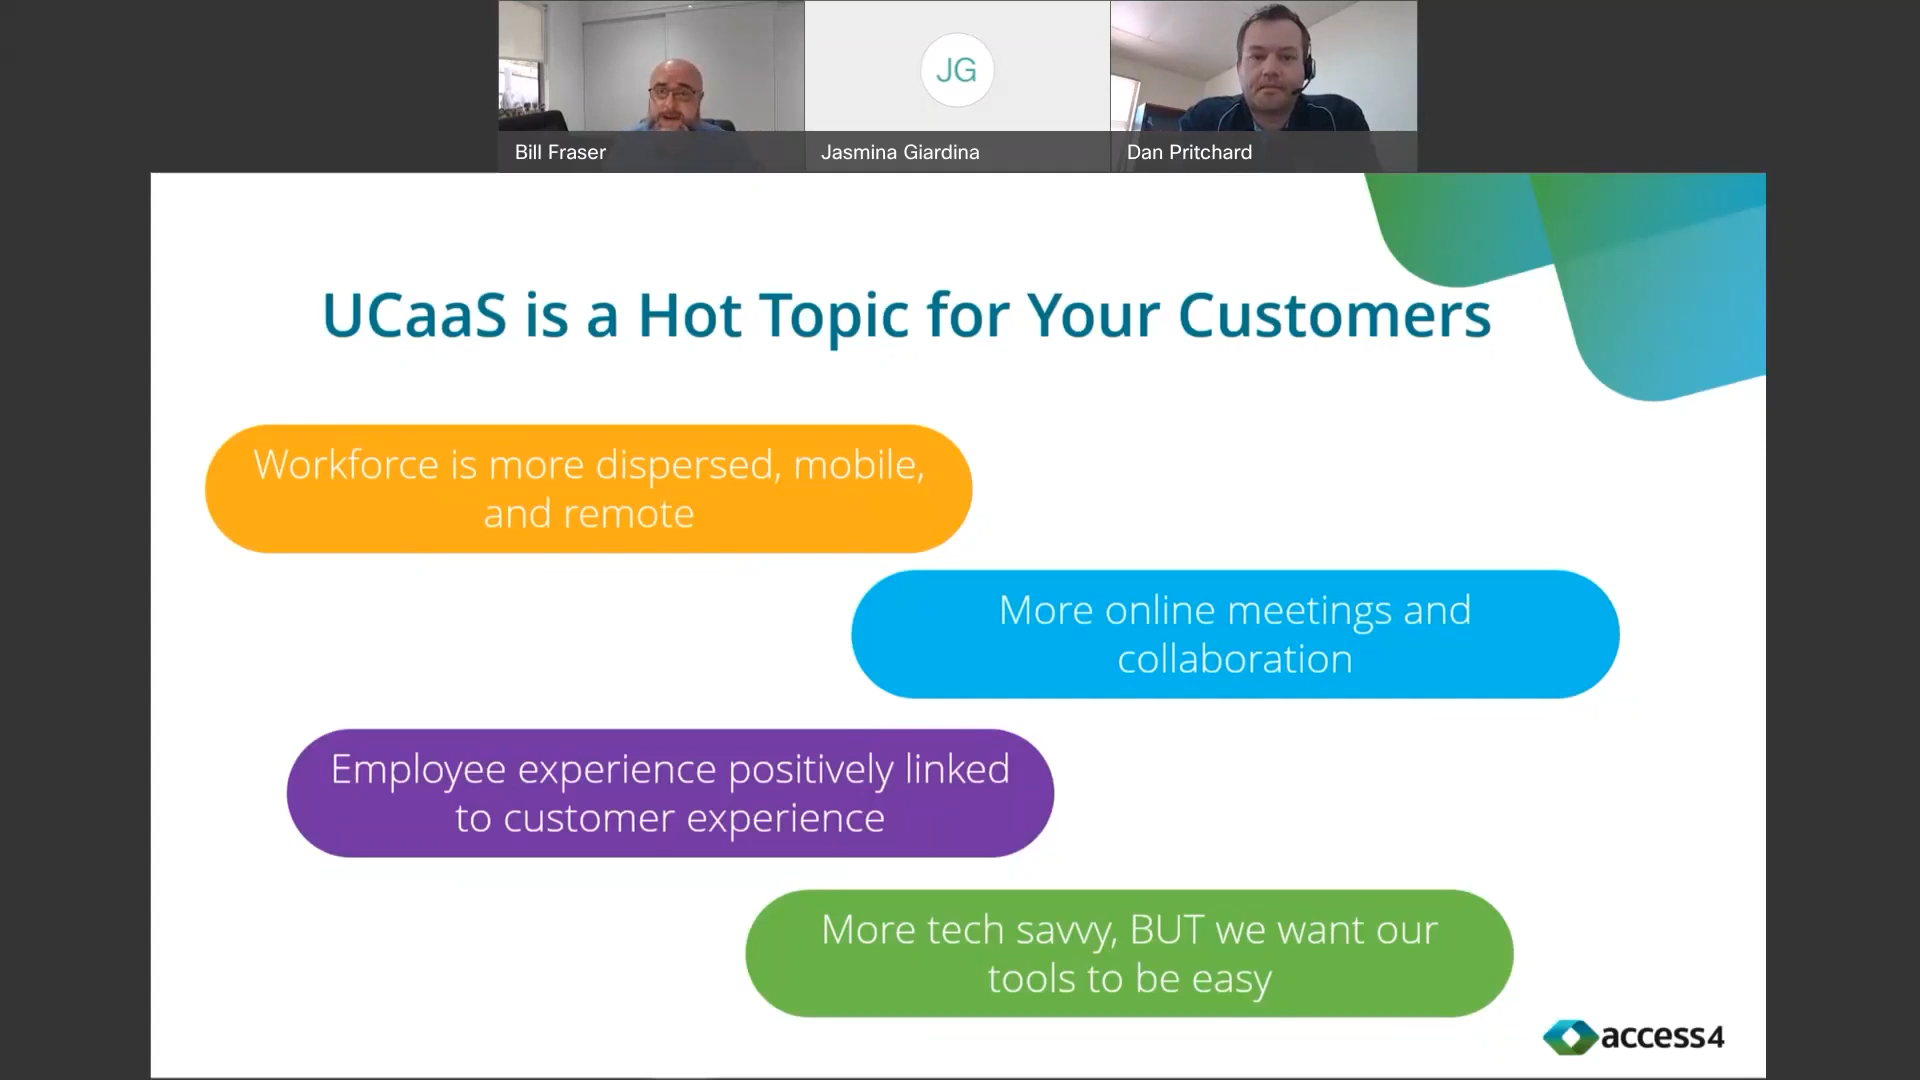 JG
Bill Fraser
Jasmina Giardina
Dan Pritchard
UCaaS is a Hot Topic for Your Customers
Workforce is more dispersed, mobile,
and remote
More online meetings and
collaboration
Employee experience positively linked
to customer experience
More tech savvy, BUT we want our
tools to be easy
access4